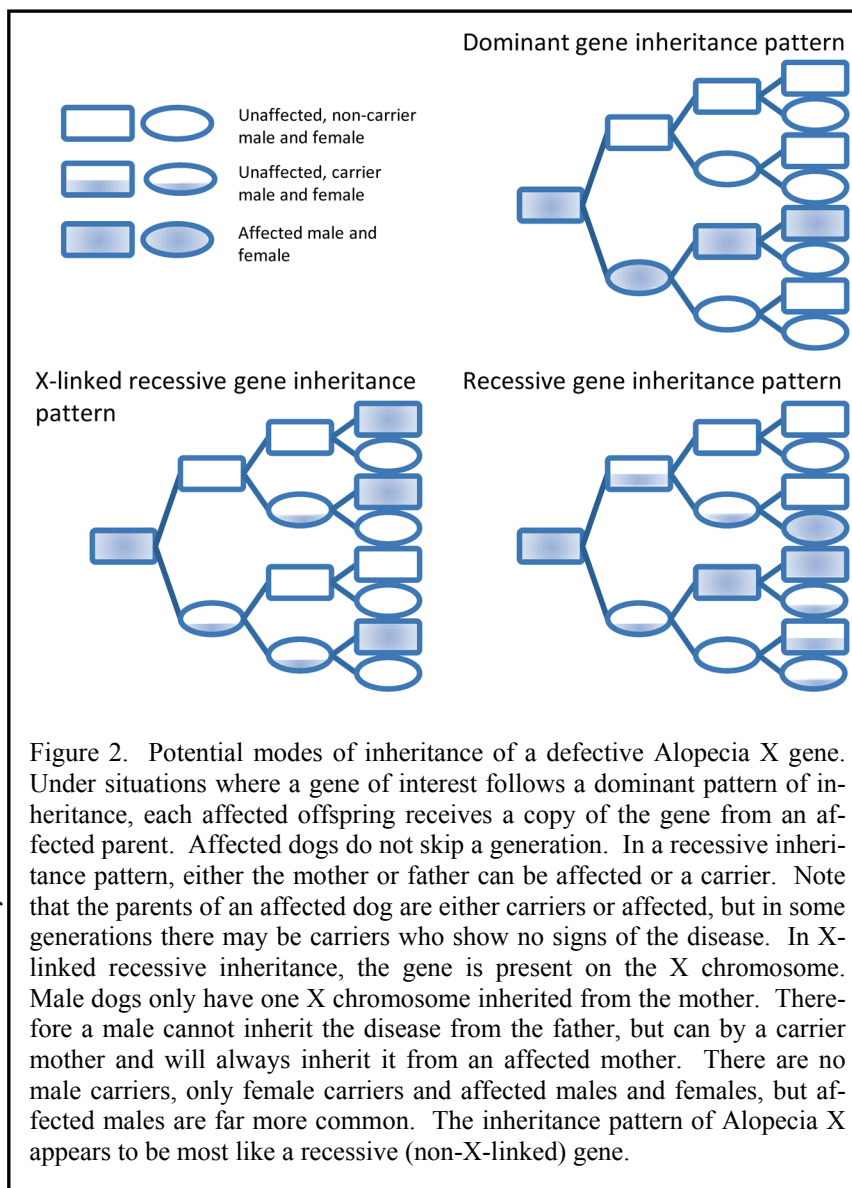 Dominant gene inheritance pattern
Unaffected, non-carrier
male and female
Unaffected, carrier
male and female
Affected male and
female
X-linked recessive gene inheritance
pattern
Recessive gene inheritance pattern
Figure 2. Potential modes of inheritance of a defective Alopecia X gene.
Under situations where a gene of interest follows a dominant pattern of in-
heritance, each affected offspring receives a copy of the gene from an af-
fected parent. Affected dogs do not skip a generation. In a recessive inheri-
tance pattern, either the mother or father can be affected or a carrier. Note
that the parents of an affected dog are either carriers or affected, but in some
generations there may be carriers who show no signs of the disease. In X-
linked recessive inheritance, the gene is present on the X chromosome.
Male dogs only have one X chromosome inherited from the mother. There-
fore a male cannot inherit the disease from the father, but can by a carrier
mother and will always inherit it from an affected mother. There are no
male carriers, only female carriers and affected males and females, but af-
fected males are far more common. The inheritance pattern of Alopecia X
appears to be most like a recessive (non-X-linked) gene.